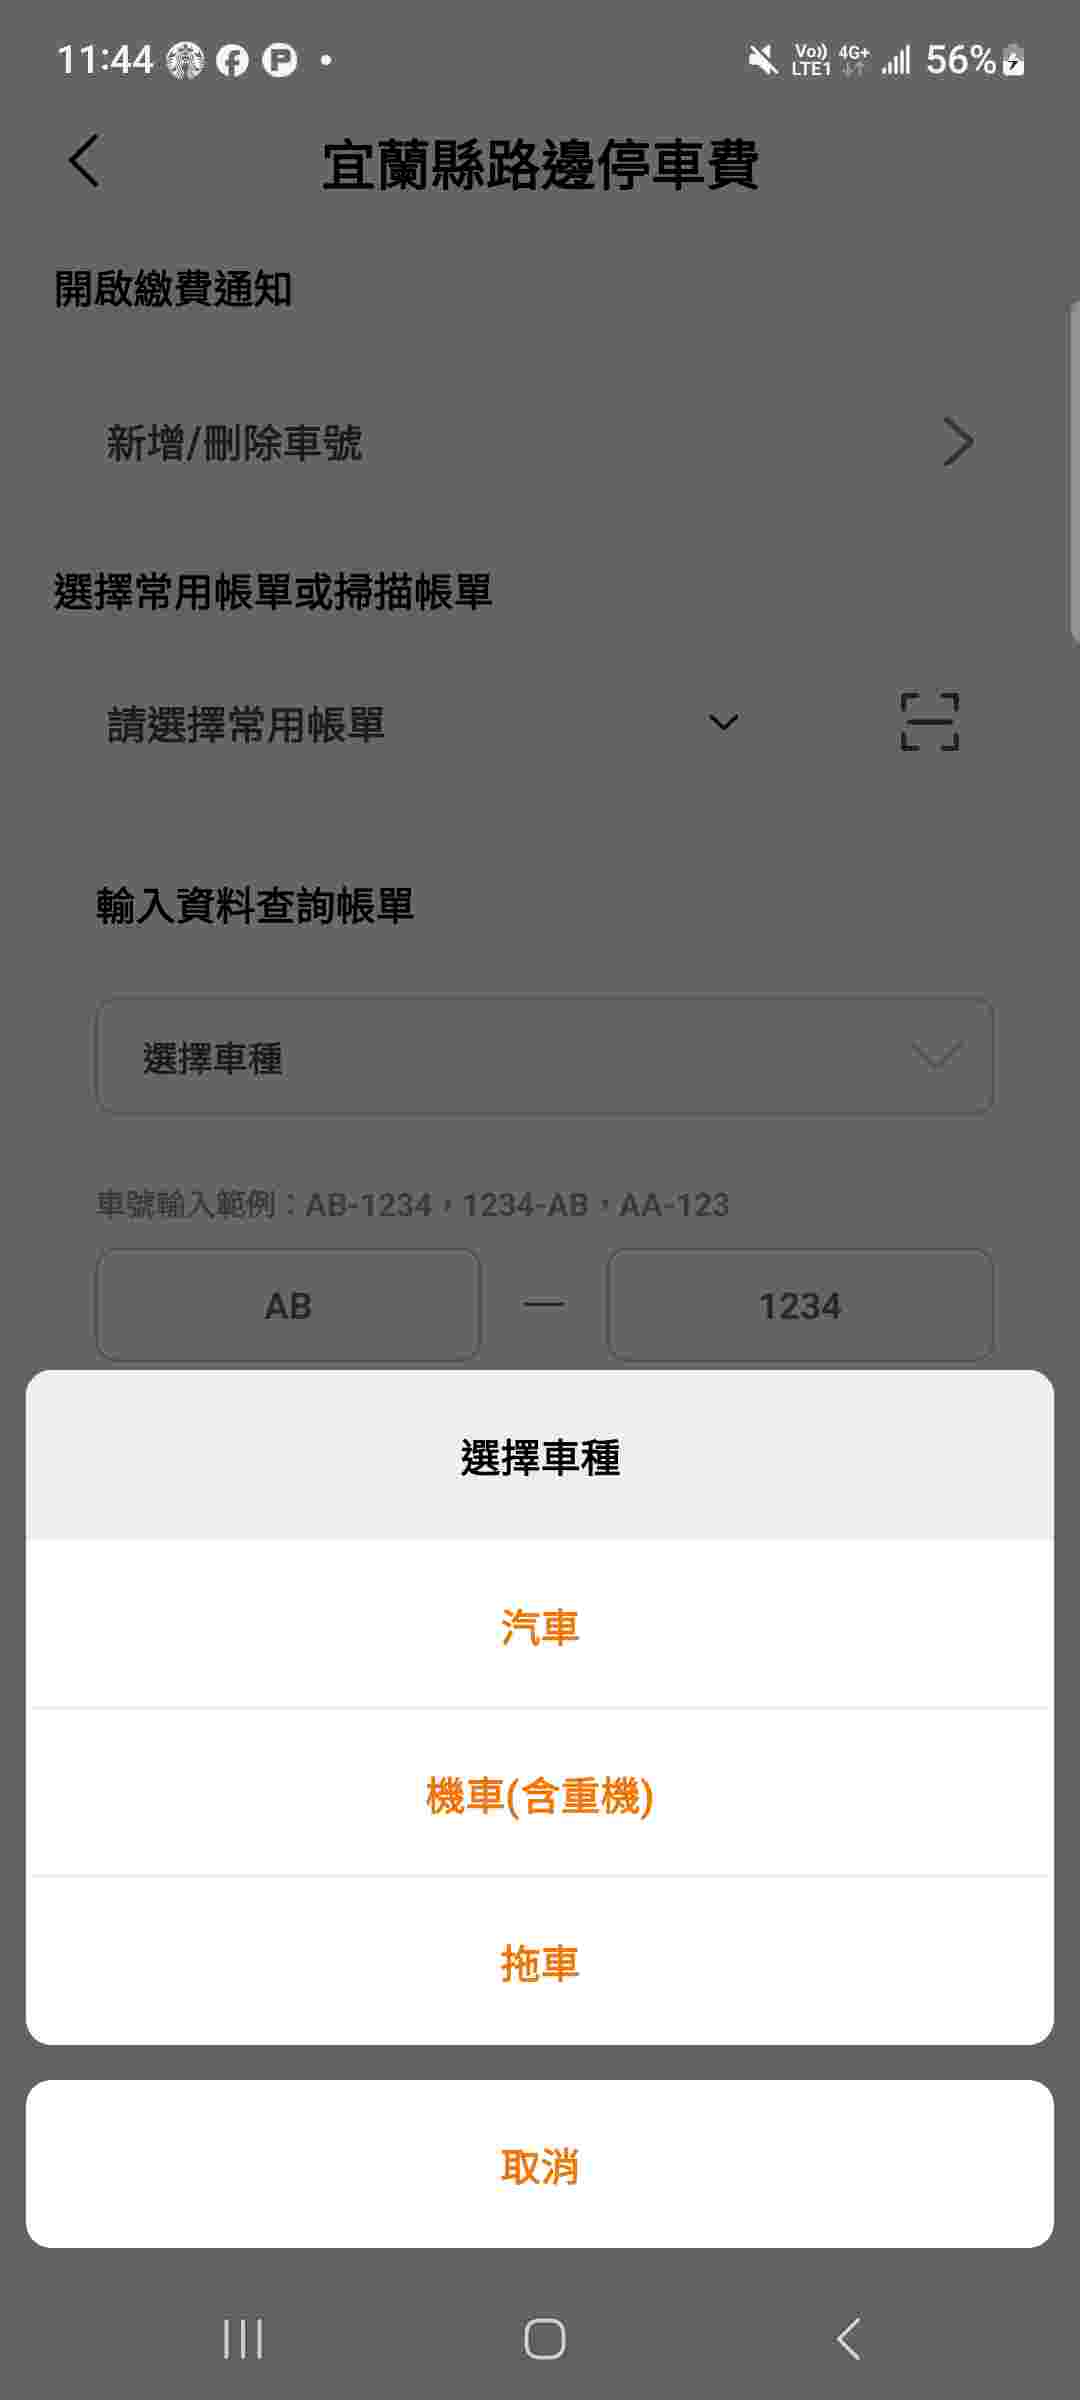 11:44
Vo)) LTE1 4G+ 56%
宜蘭縣路邊停車費
開啟繳費通知
新增/刪除車號
選擇常用帳單或掃描帳單
請選擇常用帳單
輸入資料查詢帳單
選擇車種
車號輸入範例：AB-1234，1234-AB，AA-123
AB — 1234
選擇車種
汽車
機車(含重機)
拖車
取消